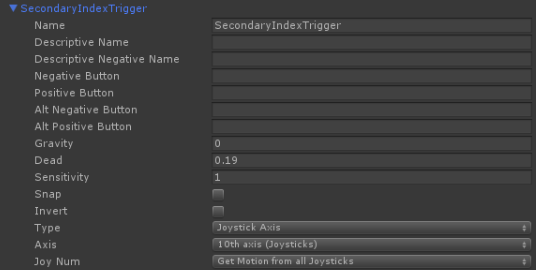 SecondaryIndexTrigger
Name SecondaryIndexTrigger
Descriptive Name
Descriptive Negative Name
Negative Button
Positive Button
Alt Negative Button
Alt Positive Button
Gravity 0
Dead 0.19
Sensitivity 1
Snap
Invert
Type Joystick Axis
Axis 10th axis (Joysticks)
Joy Num Get Motion from all Joysticks